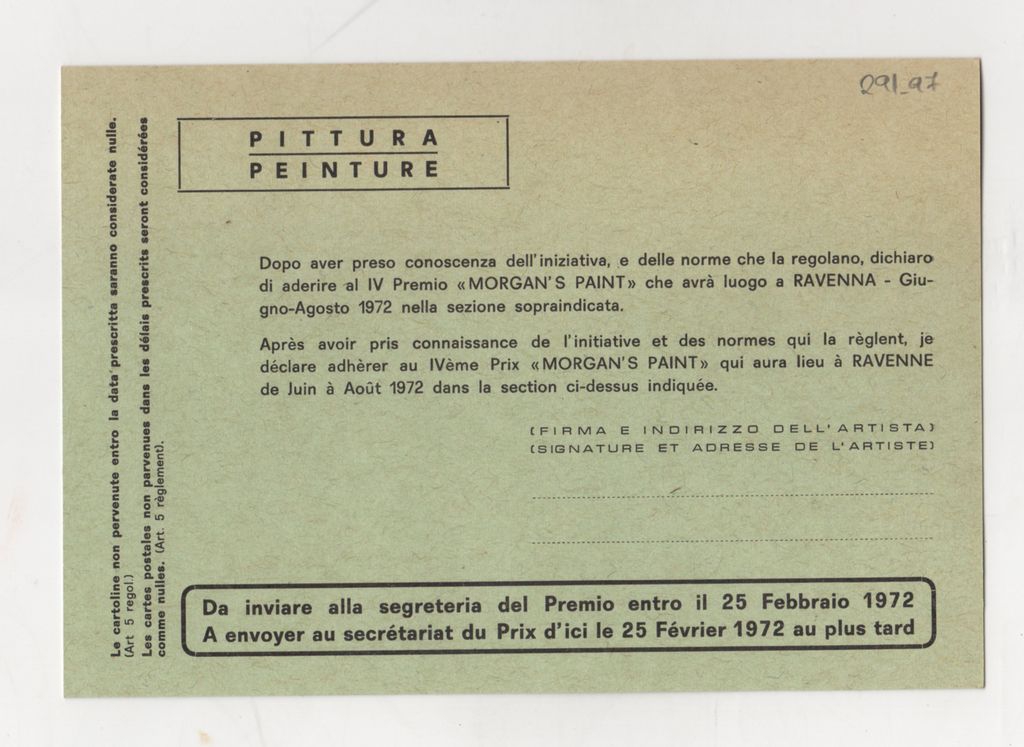 291_97
PITTURA
PEINTURE
Dopo aver preso conoscenza dell'iniziativa, e delle norme che la regolano, dichiaro
di aderire al IV Premio «MORGAN'S PAINT» che avrà luogo a RAVENNA - Giu-
gno-Agosto 1972 nella sezione sopraindicata.
Après avoir pris connaissance de l'initiative et des normes qui la règlent, je
déclare adhèrer au IVème Prix «MORGAN'S PAINT» qui aura lieu à RAVENNE
de Juin à Août 1972 dans la section ci-dessus indiquée.
(FIRMA E INDIRIZZO DELL'ARTISTA)
(SIGNATURE ET ADRESSE DE L'ARTISTE)
Da inviare alla segreteria del Premio entro il 25 Febbraio 1972
A envoyer au secrétariat du Prix d'ici le 25 Février 1972 au plus tard
Le cartoline non pervenute entro la data prescritta saranno considerate nulle.
(Art 5 regol.)
Les cartes postales non parvenues dans les délais prescrits seront considérées
comme nulles. (Art. 5 règlement).